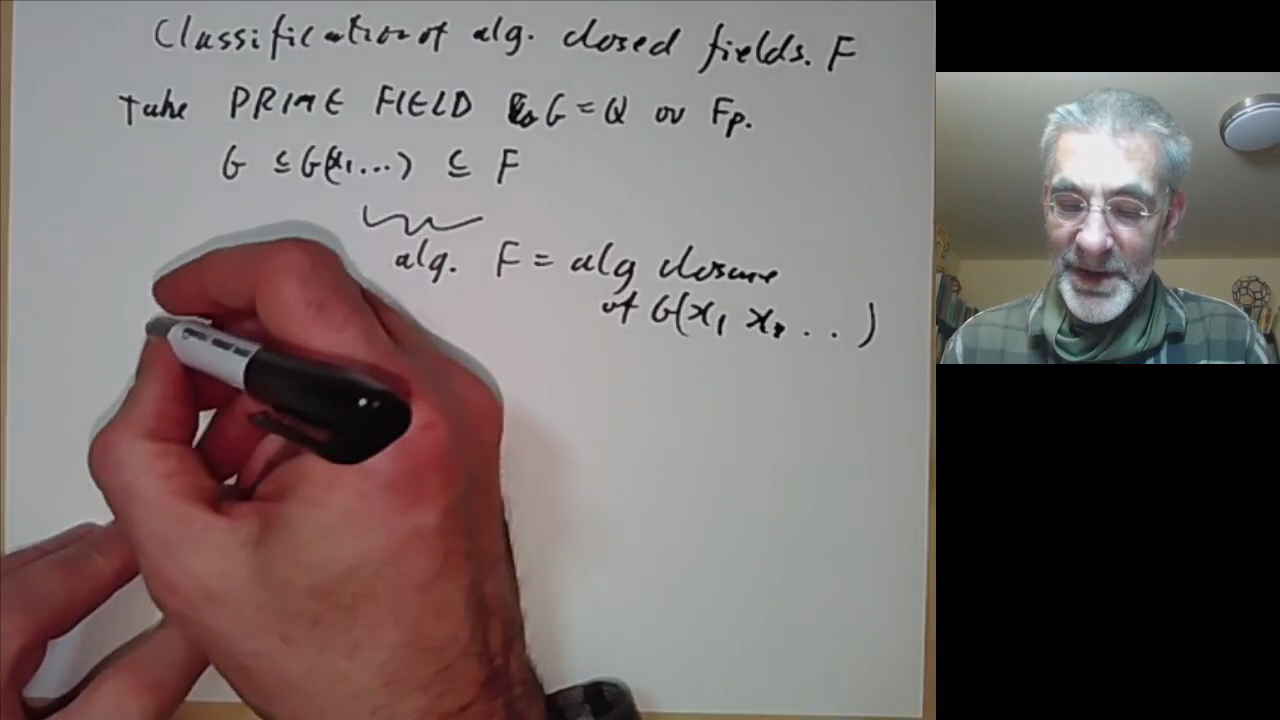 Classification of alg. closed fields. F
Take PRIME FIELD G = Q or Fp.
G ⊆ G(x₁...) ⊆ F
alg. F = alg closure
of G(x₁ x₂ . . . )